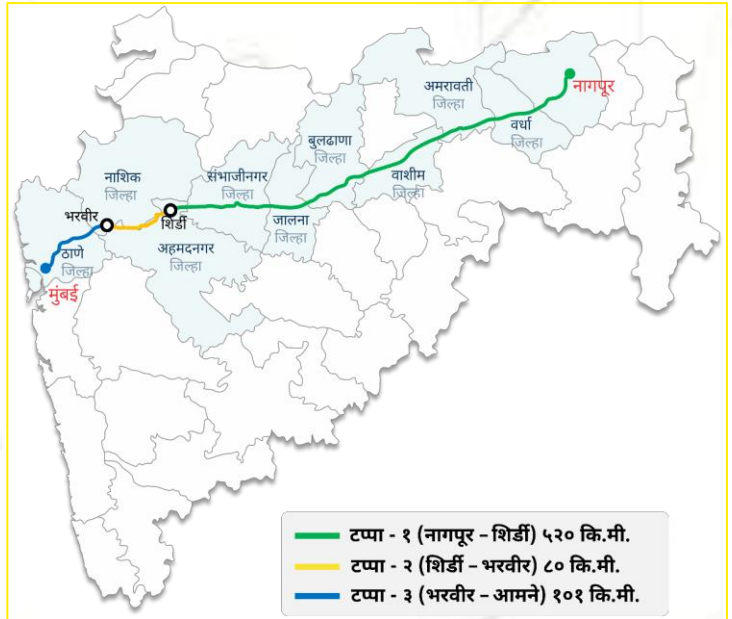 अमरावती
जिल्हा
नागपूर
वर्धा
जिल्हा
बुलढाणा
जिल्हा
वाशीम
जिल्हा
नाशिक
जिल्हा
संभाजीनगर
जिल्हा
भरवीर
शिर्डी
जालना
जिल्हा
अहमदनगर
जिल्हा
ठाणे
जिल्हा
मुंबई
टप्पा - १ (नागपूर – शिर्डी) ५२० कि.मी.
टप्पा - २ (शिर्डी – भरवीर) ८० कि.मी.
टप्पा - ३ (भरवीर – आमने) १०१ कि.मी.